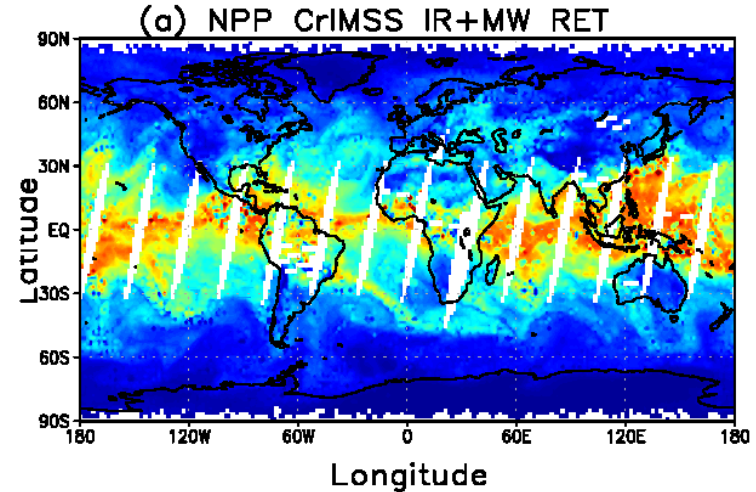 (a) NPP CrIMSS IR+MW RET
90N
60N
30N
EQ
30S
60S
90S
Latitude
180 120W 60W 0 60E 120E 180
Longitude